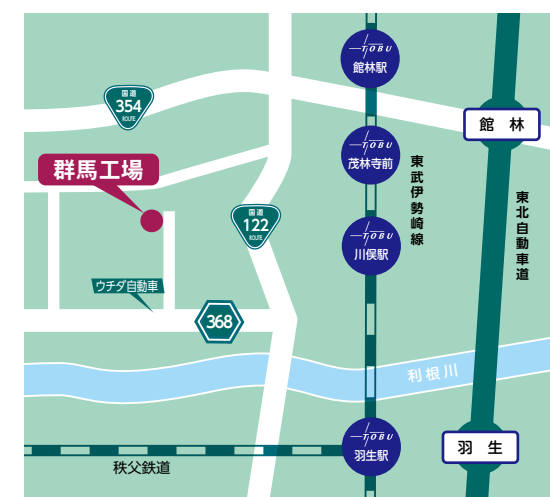 TOBU
館林駅
国道
354
ROUTE
館 林
群馬工場
TOBU
茂林寺前
東武伊勢崎線
東北自動車道
国道
122
ROUTE
TOBU
川俣駅
ウチダ自動車
368
利根川
TOBU
羽生駅
羽 生
秩父鉄道